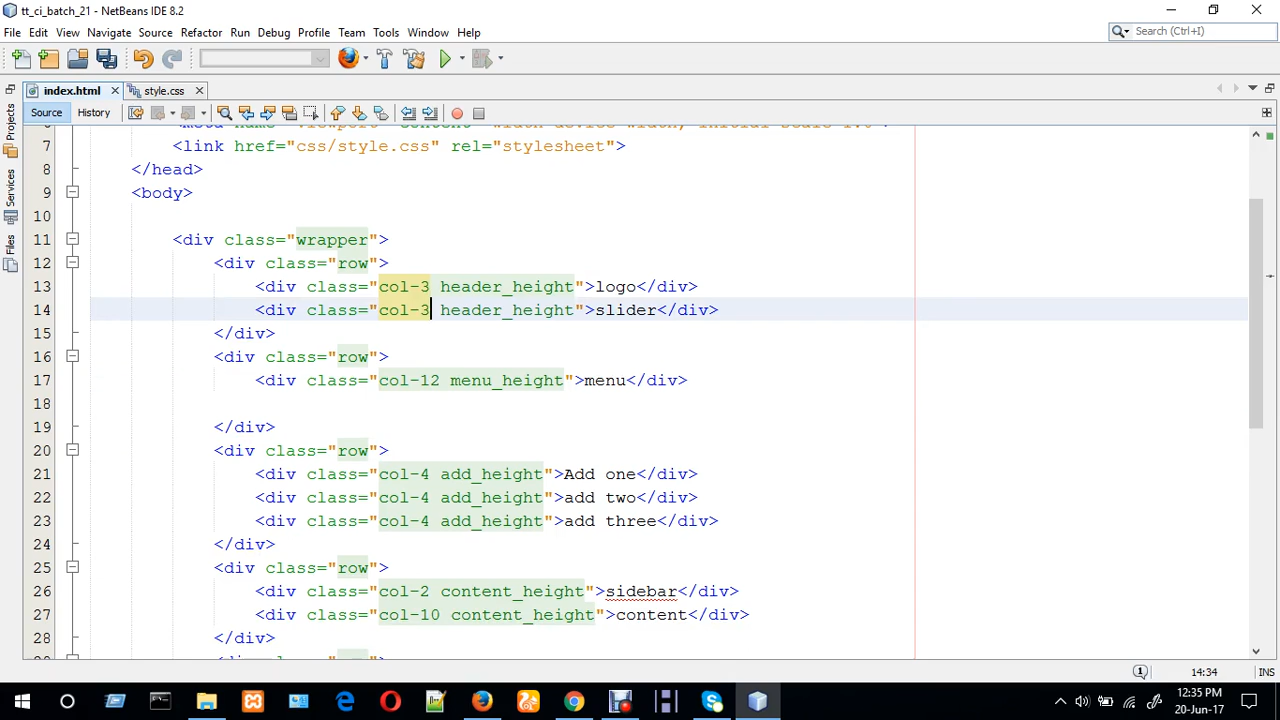 tt_ci_batch_21 - NetBeans IDE 8.2
File Edit View Navigate Source Refactor Run Debug Profile Team Tools Window Help
Search (Ctrl+I)
index.html style.css
Source History
Projects
Services
Files
7 <link href="css/style.css" rel="stylesheet">
8 </head>
9 <body>
10
11 <div class="wrapper">
12 <div class="row">
13 <div class="col-3 header_height">logo</div>
14 <div class="col-3 header_height">slider</div>
15 </div>
16 <div class="row">
17 <div class="col-12 menu_height">menu</div>
18
19 </div>
20 <div class="row">
21 <div class="col-4 add_height">Add one</div>
22 <div class="col-4 add_height">add two</div>
23 <div class="col-4 add_height">add three</div>
24 </div>
25 <div class="row">
26 <div class="col-2 content_height">sidebar</div>
27 <div class="col-10 content_height">content</div>
28 </div>
14:34 INS
12:35 PM
20-Jun-17